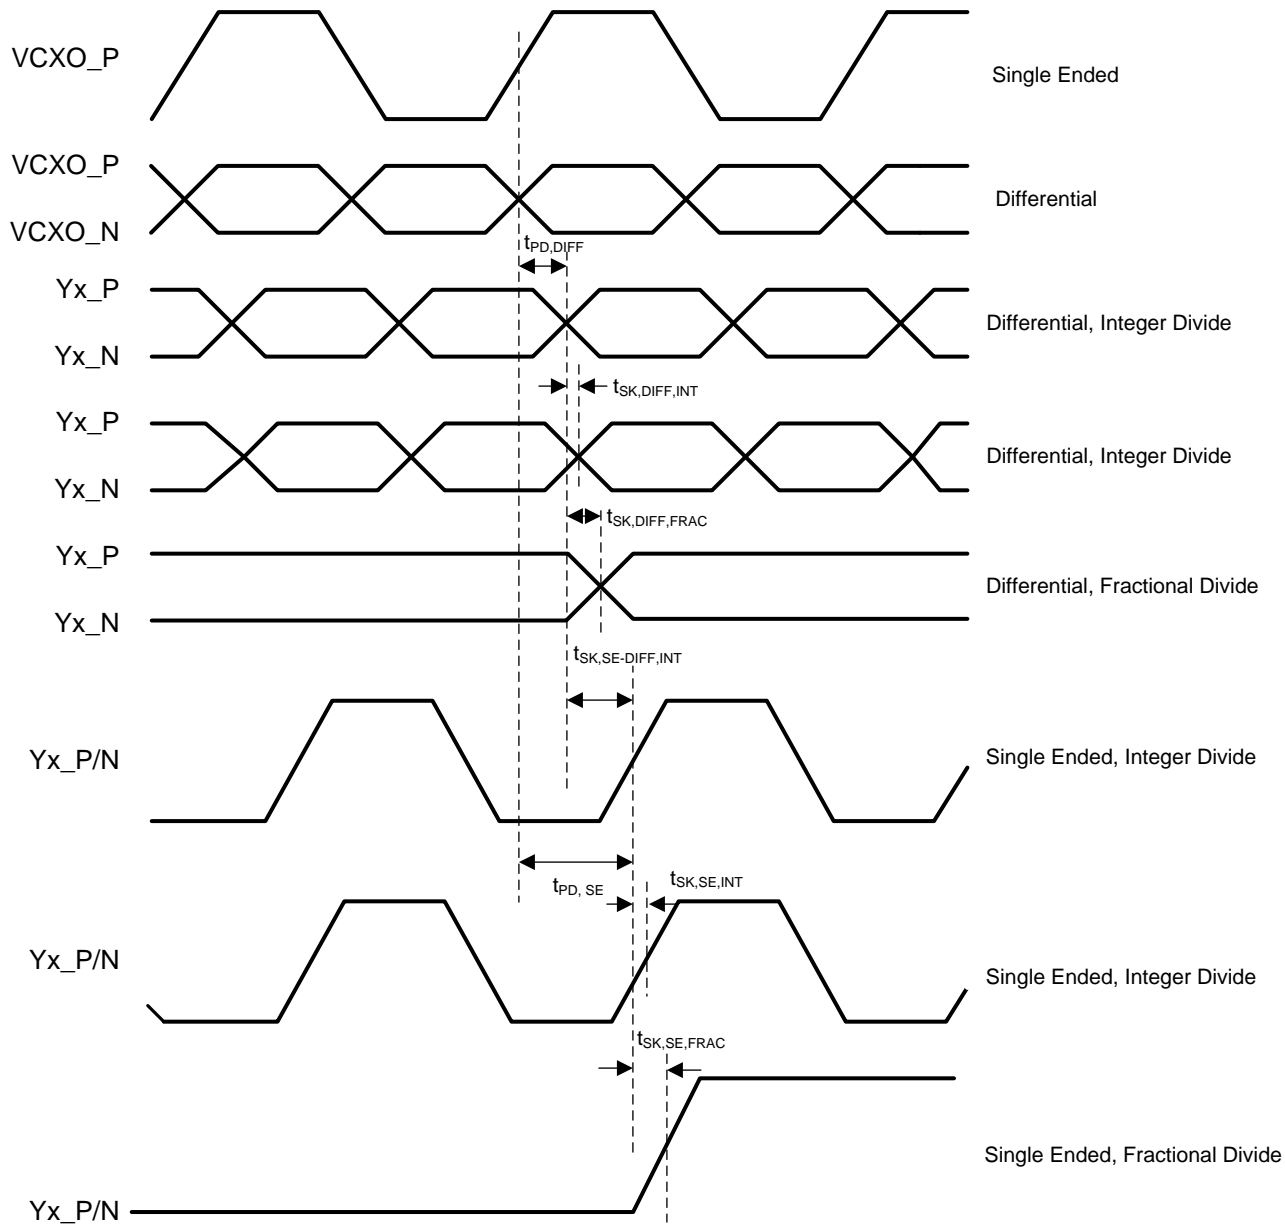 VCXO_P
Single Ended
VCXO_P
VCXO_N
Differential
tPD,DIFF
Yx_P
Yx_N
Differential, Integer Divide
tSK,DIFF,INT
Yx_P
Yx_N
Differential, Integer Divide
tSK,DIFF,FRAC
Yx_P
Yx_N
Differential, Fractional Divide
tSK,SE-DIFF,INT
Yx_P/N
Single Ended, Integer Divide
tPD, SE
tSK,SE,INT
Yx_P/N
Single Ended, Integer Divide
tSK,SE,FRAC
Yx_P/N
Single Ended, Fractional Divide